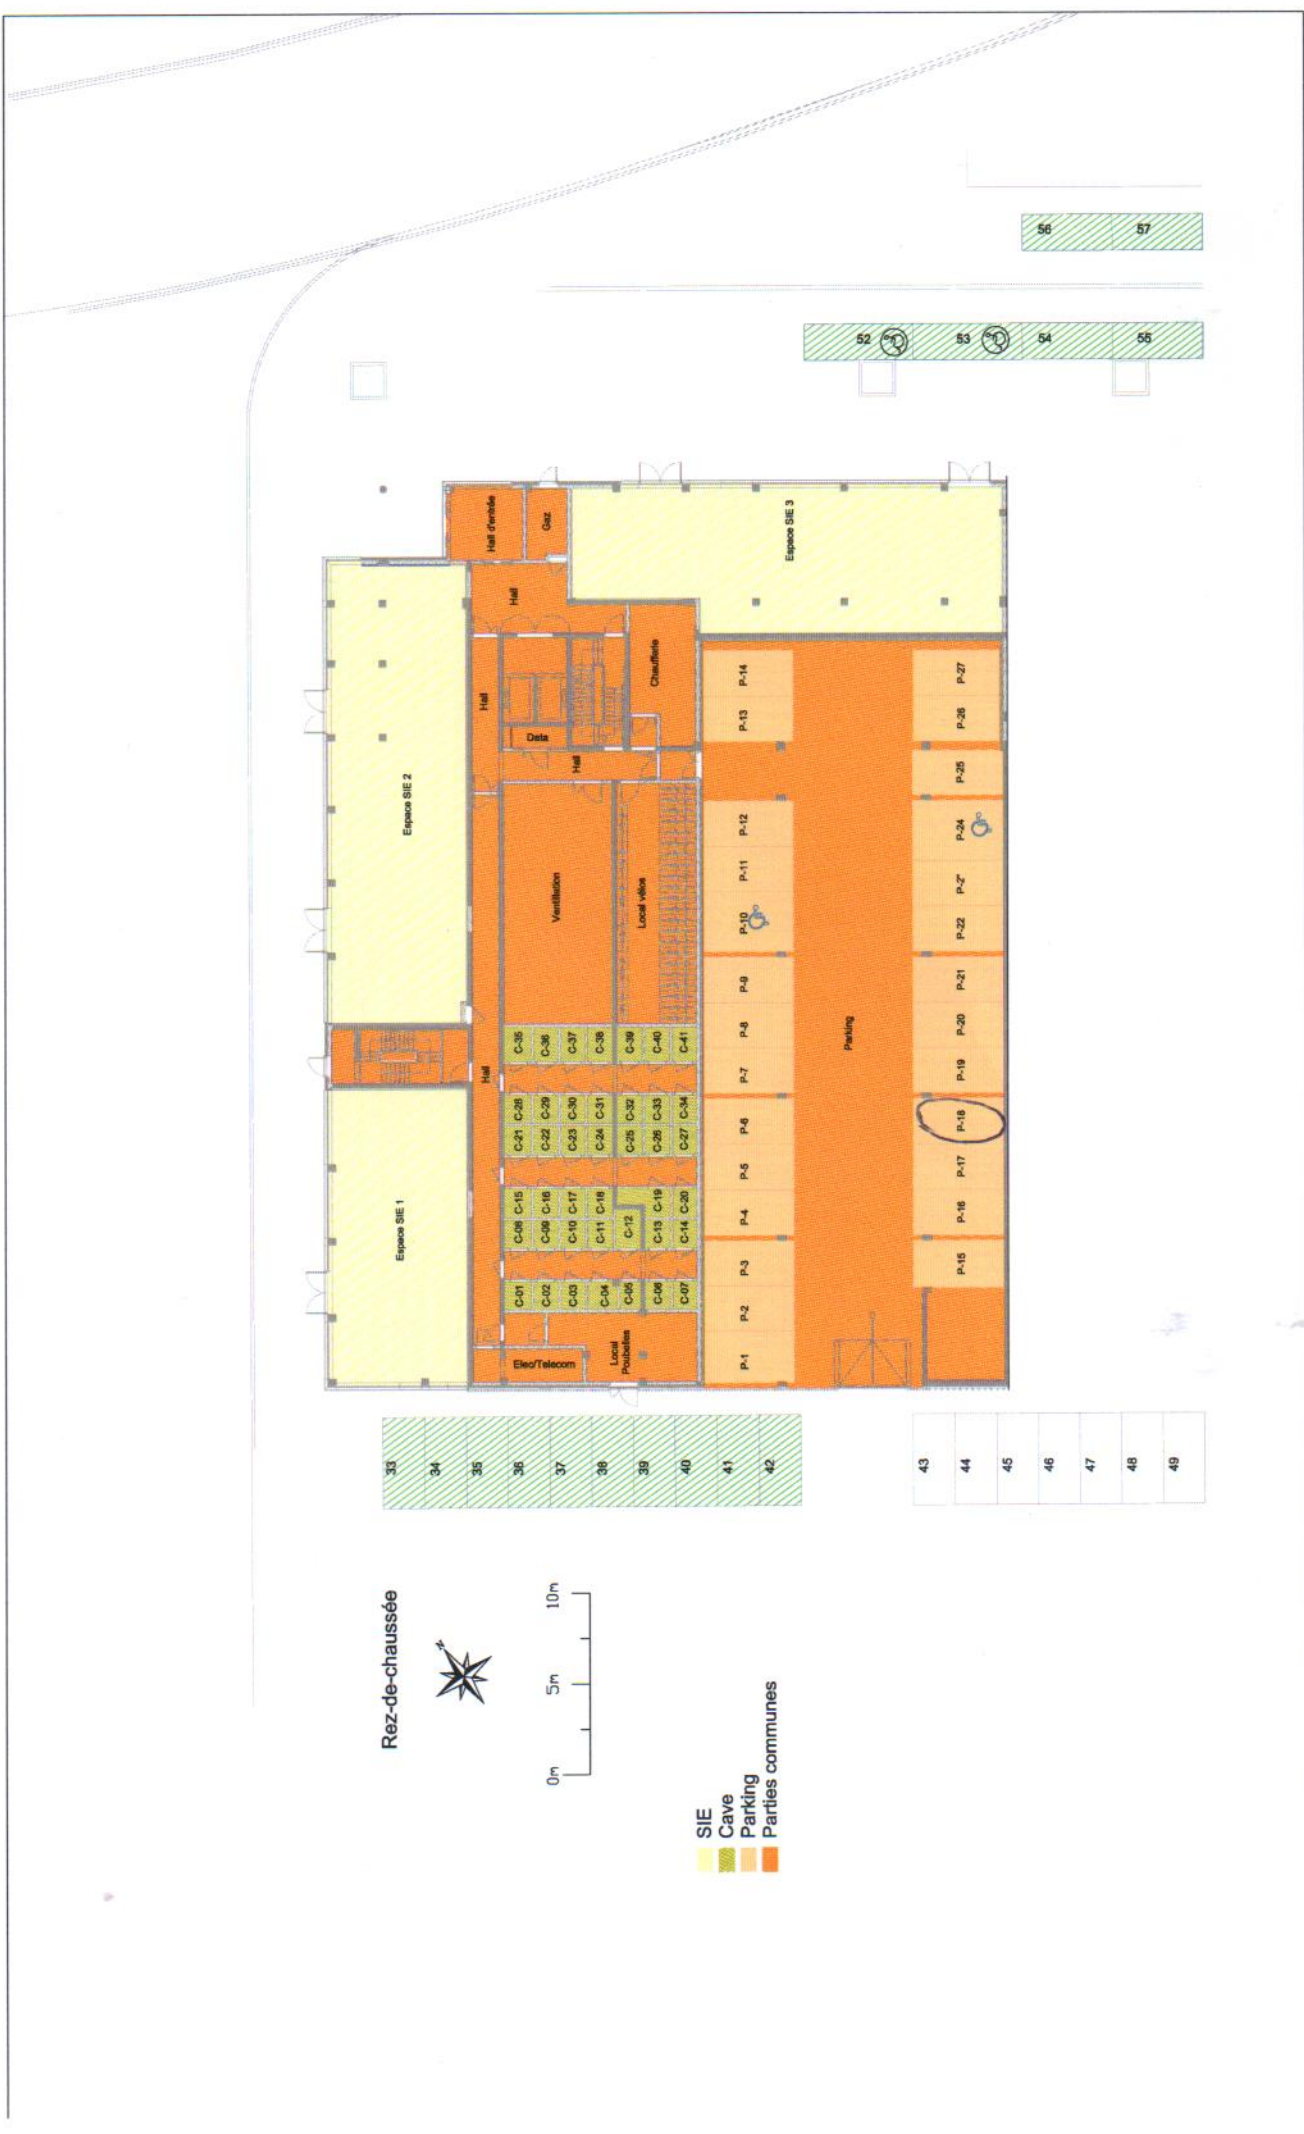 Espace SIE 1
Espace SIE 2
Hall
Hall
Hall
Hall d'entrée
Gaz
Elec/Telecom
Local
Poubelles
C-01
C-02
C-03
C-04
C-05
C-06
C-07
C-08
C-09
C-10
C-11
C-12
C-13
C-14
C-15
C-16
C-17
C-18
C-19
C-20
C-21
C-22
C-23
C-24
C-25
C-26
C-27
C-28
C-29
C-30
C-31
C-32
C-33
C-34
C-35
C-36
C-37
C-38
C-39
C-40
C-41
Ventillation
Local vélos
Data
Hall
Chaufferie
Espace SIE 3
P-1
P-2
P-3
P-4
P-5
P-6
P-7
P-8
P-9
P-10
P-11
P-12
P-13
P-14
Parking
P-15
P-16
P-17
P-18
P-19
P-20
P-21
P-22
P-2"
P-24
P-25
P-26
P-27
33
34
35
36
37
38
39
40
41
42
43
44
45
46
47
48
49
52
53
54
55
56
57
Rez-de-chaussée
N
0m
5m
10m
SIE
Cave
Parking
Parties communes